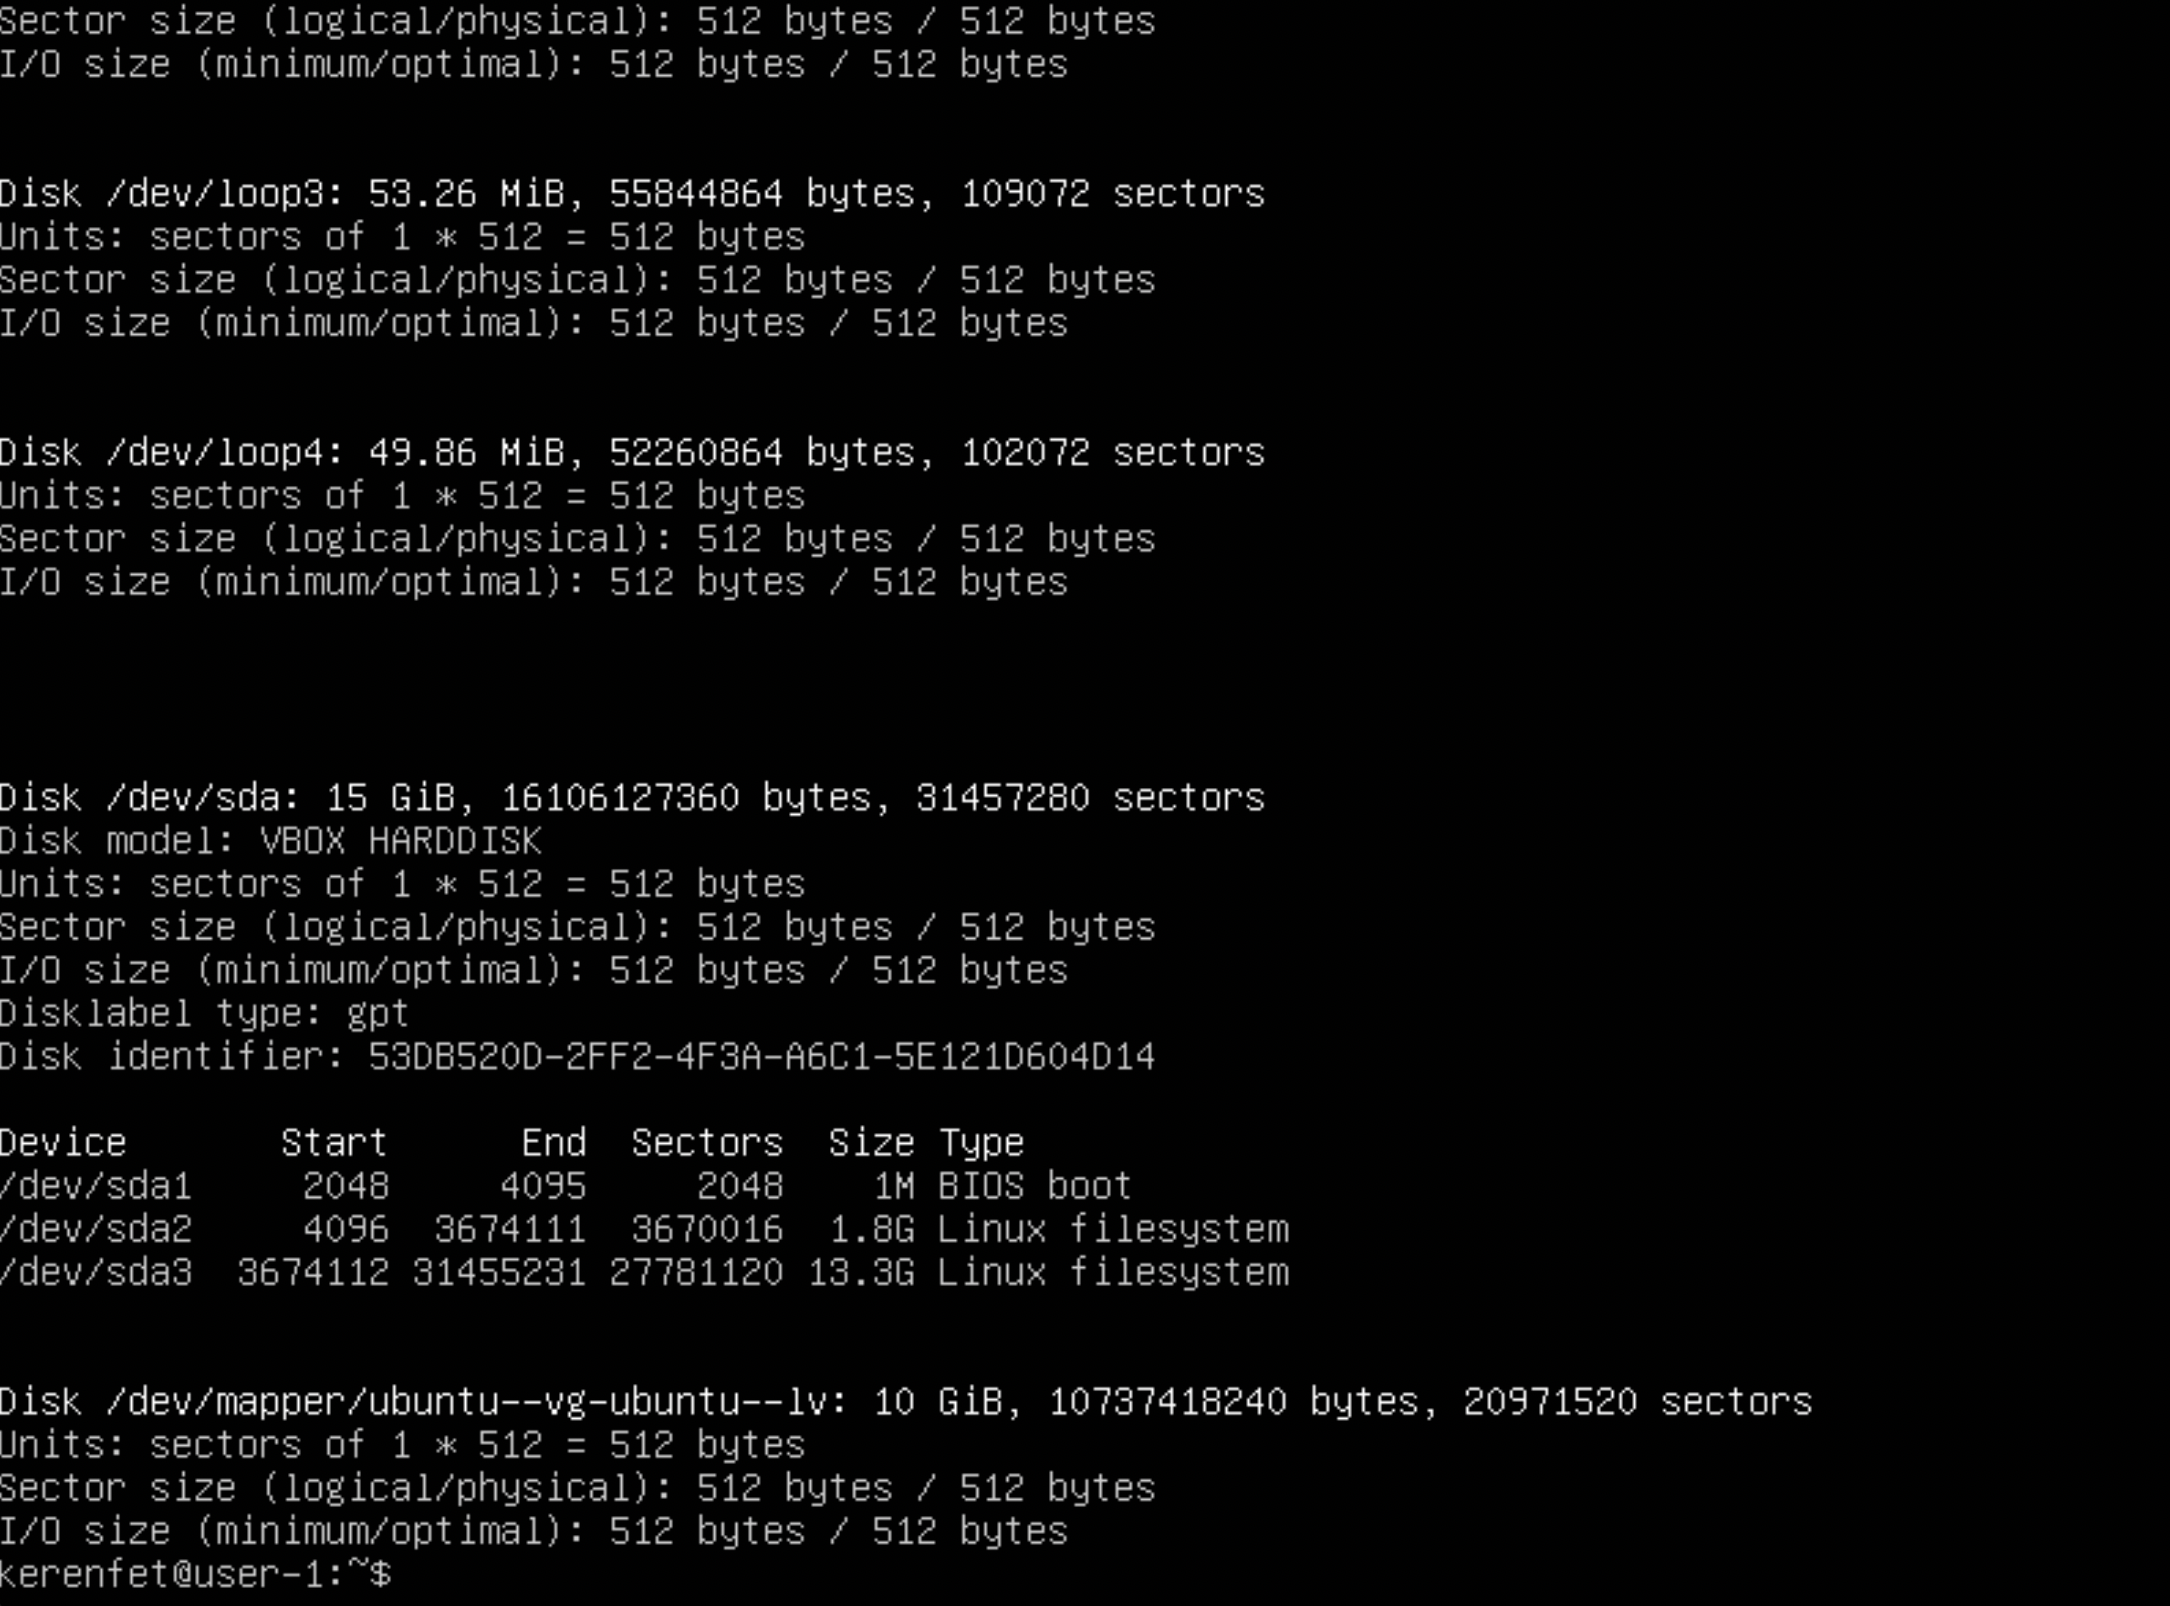 Sector size (logical/physical): 512 bytes / 512 bytes
I/O size (minimum/optimal): 512 bytes / 512 bytes
Disk /dev/loop3: 53.26 MiB, 55844864 bytes, 109072 sectors
Units: sectors of 1 * 512 = 512 bytes
Sector size (logical/physical): 512 bytes / 512 bytes
I/O size (minimum/optimal): 512 bytes / 512 bytes
Disk /dev/loop4: 49.86 MiB, 52260864 bytes, 102072 sectors
Units: sectors of 1 * 512 = 512 bytes
Sector size (logical/physical): 512 bytes / 512 bytes
I/O size (minimum/optimal): 512 bytes / 512 bytes
Disk /dev/sda: 15 GiB, 16106127360 bytes, 31457280 sectors
Disk model: VBOX HARDDISK
Units: sectors of 1 * 512 = 512 bytes
Sector size (logical/physical): 512 bytes / 512 bytes
I/O size (minimum/optimal): 512 bytes / 512 bytes
Disklabel type: gpt
Disk identifier: 53DB520D-2FF2-4F3A-A6C1-5E121D604D14
Device Start End Sectors Size Type
/dev/sda1 2048 4095 2048 1M BIOS boot
/dev/sda2 4096 3674111 3670016 1.8G Linux filesystem
/dev/sda3 3674112 31455231 27781120 13.3G Linux filesystem
Disk /dev/mapper/ubuntu--vg-ubuntu--lv: 10 GiB, 10737418240 bytes, 20971520 sectors
Units: sectors of 1 * 512 = 512 bytes
Sector size (logical/physical): 512 bytes / 512 bytes
I/O size (minimum/optimal): 512 bytes / 512 bytes
kerenfet@user-1:~$